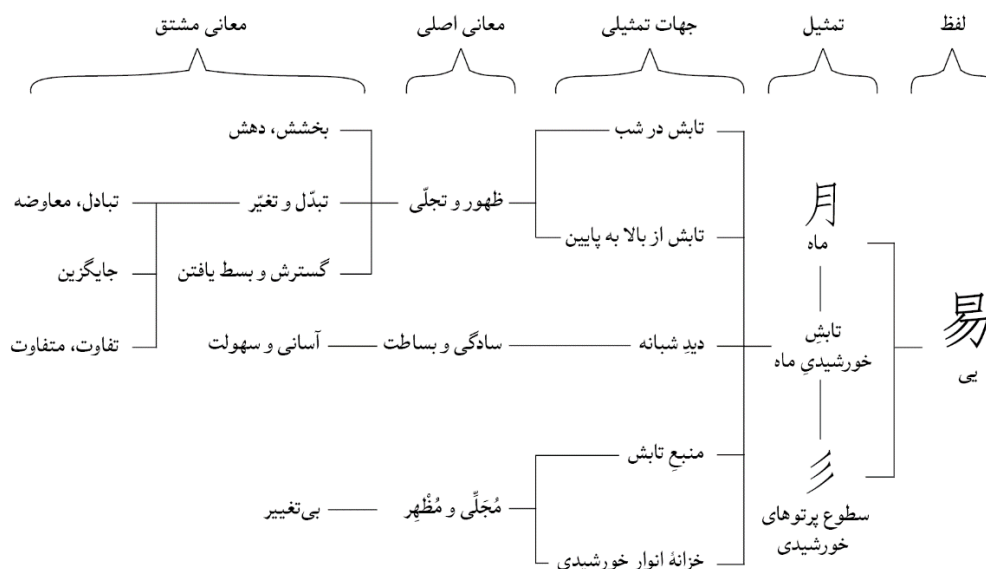 لفظ
تمثیل
جهات تمثیلی
معانی اصلی
معانی مشتق
易
یی
月
ماه
تابشِ
خورشیدیِ ماه
彡
سطوع پرتوهای
خورشیدی
تابش در شب
تابش از بالا به پایین
دیدِ شبانه
منبعِ تابش
خزانهٔ انوار خورشیدی
ظهور و تجلّی
سادگی و بساطت
مُجَلِّی و مُظْهِر
بخشش، دهش
تبدّل و تغیّر
گسترش و بسط یافتن
آسانی و سهولت
بی‌تغییر
تبادل، معاوضه
جایگزین
تفاوت، متفاوت